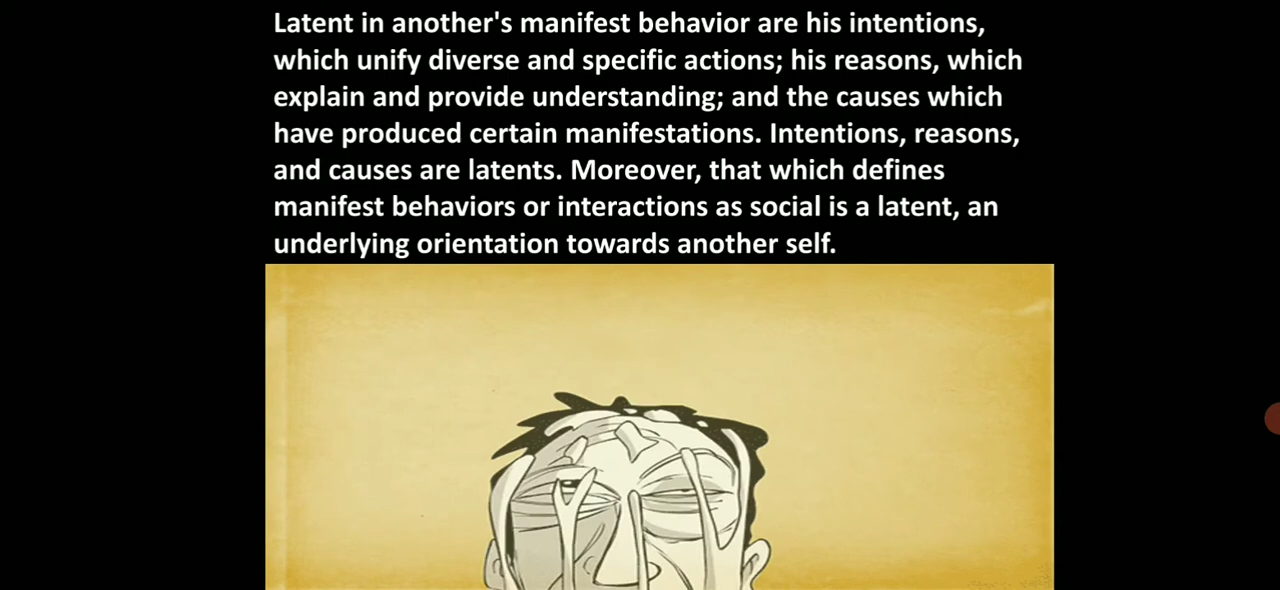 Latent in another's manifest behavior are his intentions,
which unify diverse and specific actions; his reasons, which
explain and provide understanding; and the causes which
have produced certain manifestations. Intentions, reasons,
and causes are latents. Moreover, that which defines
manifest behaviors or interactions as social is a latent, an
underlying orientation towards another self.